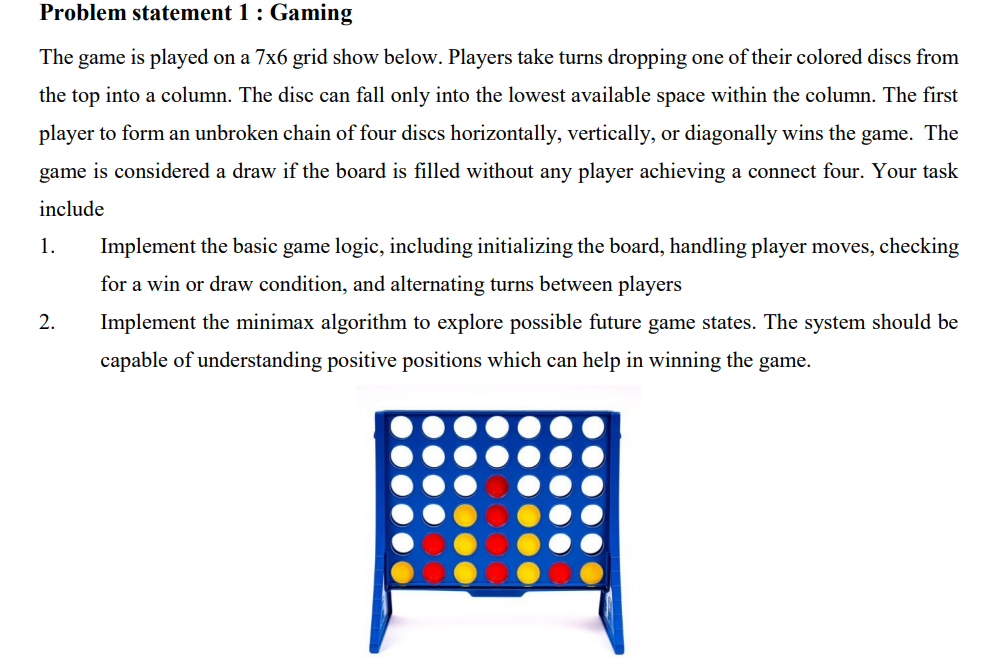 Problem statement 1 : Gaming
The game is played on a 7x6 grid show below. Players take turns dropping one of their colored discs from
the top into a column. The disc can fall only into the lowest available space within the column. The first
player to form an unbroken chain of four discs horizontally, vertically, or diagonally wins the game. The
game is considered a draw if the board is filled without any player achieving a connect four. Your task
include
1. Implement the basic game logic, including initializing the board, handling player moves, checking
for a win or draw condition, and alternating turns between players
2. Implement the minimax algorithm to explore possible future game states. The system should be
capable of understanding positive positions which can help in winning the game.